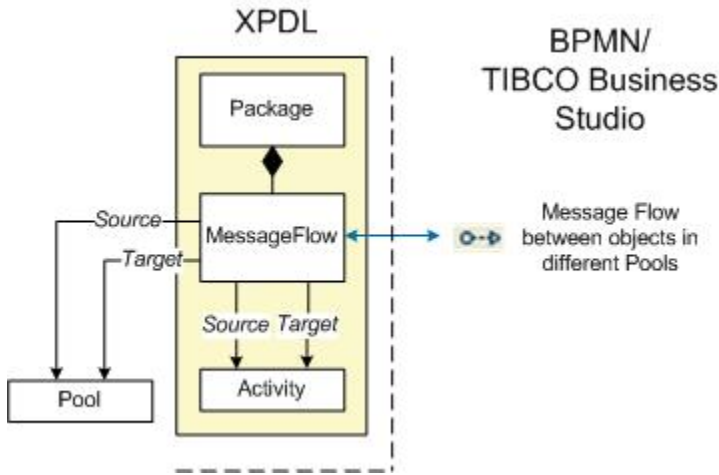 XPDL
BPMN/
TIBCO Business
Studio
Package
Source
MessageFlow
Target
Message Flow
between objects in
different Pools
Source Target
Activity
Pool